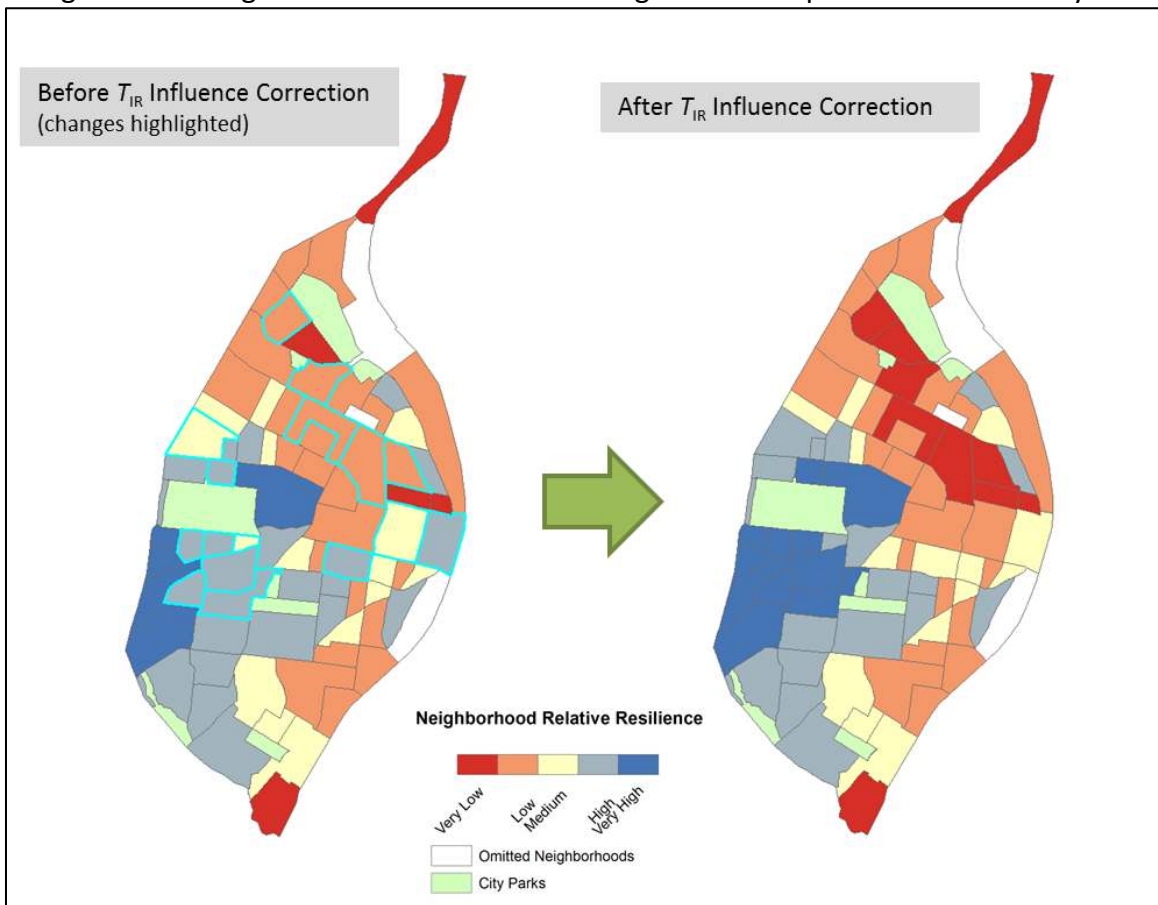 Before TIR Influence Correction
(changes highlighted)
After TIR Influence Correction
Neighborhood Relative Resilience
Very Low
Low
Medium
High
Very High
Omitted Neighborhoods
City Parks